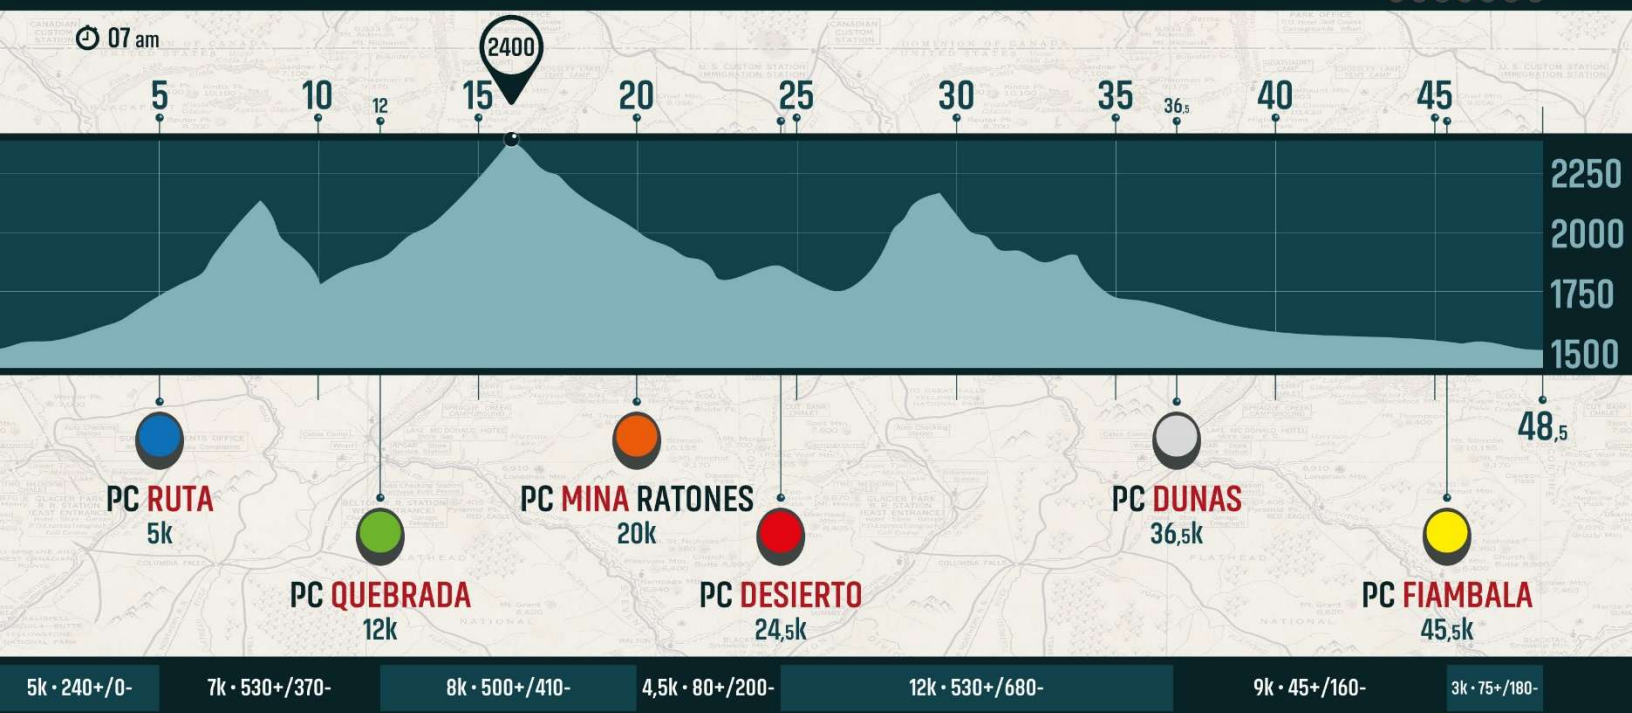 07 am
2400
5 10 12 15 20 25 30 35 36,5 40 45
2250
2000
1750
1500
48,5
PC RUTA
5k
PC MINA RATONES
20k
PC DUNAS
36,5k
PC QUEBRADA
12k
PC DESIERTO
24,5k
PC FIAMBALA
45,5k
5k · 240+/0- 7k · 530+/370- 8k · 500+/410- 4,5k · 80+/200- 12k · 530+/680- 9k · 45+/160- 3k · 75+/180-